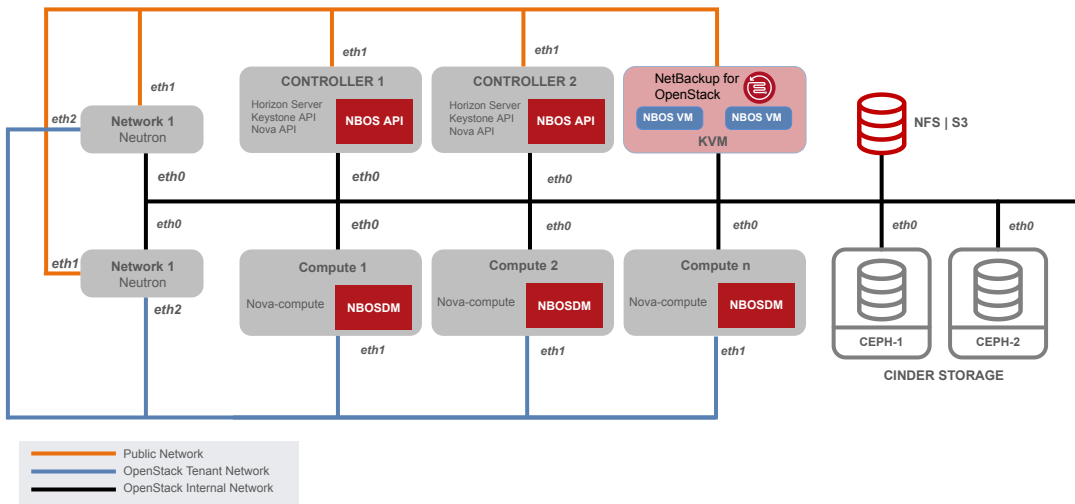 eth1
eth1
eth1
CONTROLLER 1
Horizon Server
Keystone API
Nova API
NBOS API
CONTROLLER 2
Horizon Server
Keystone API
Nova API
NBOS API
NetBackup for
OpenStack
NBOS VM
NBOS VM
KVM
NFS | S3
eth2
Network 1
Neutron
eth0
eth0
eth0
eth0
eth0
eth0
eth0
eth0
eth0
eth1
Network 1
Neutron
eth2
Compute 1
Nova-compute
NBOSDM
eth1
Compute 2
Nova-compute
NBOSDM
eth1
Compute n
Nova-compute
NBOSDM
eth1
CEPH-1
CEPH-2
CINDER STORAGE
Public Network
OpenStack Tenant Network
OpenStack Internal Network